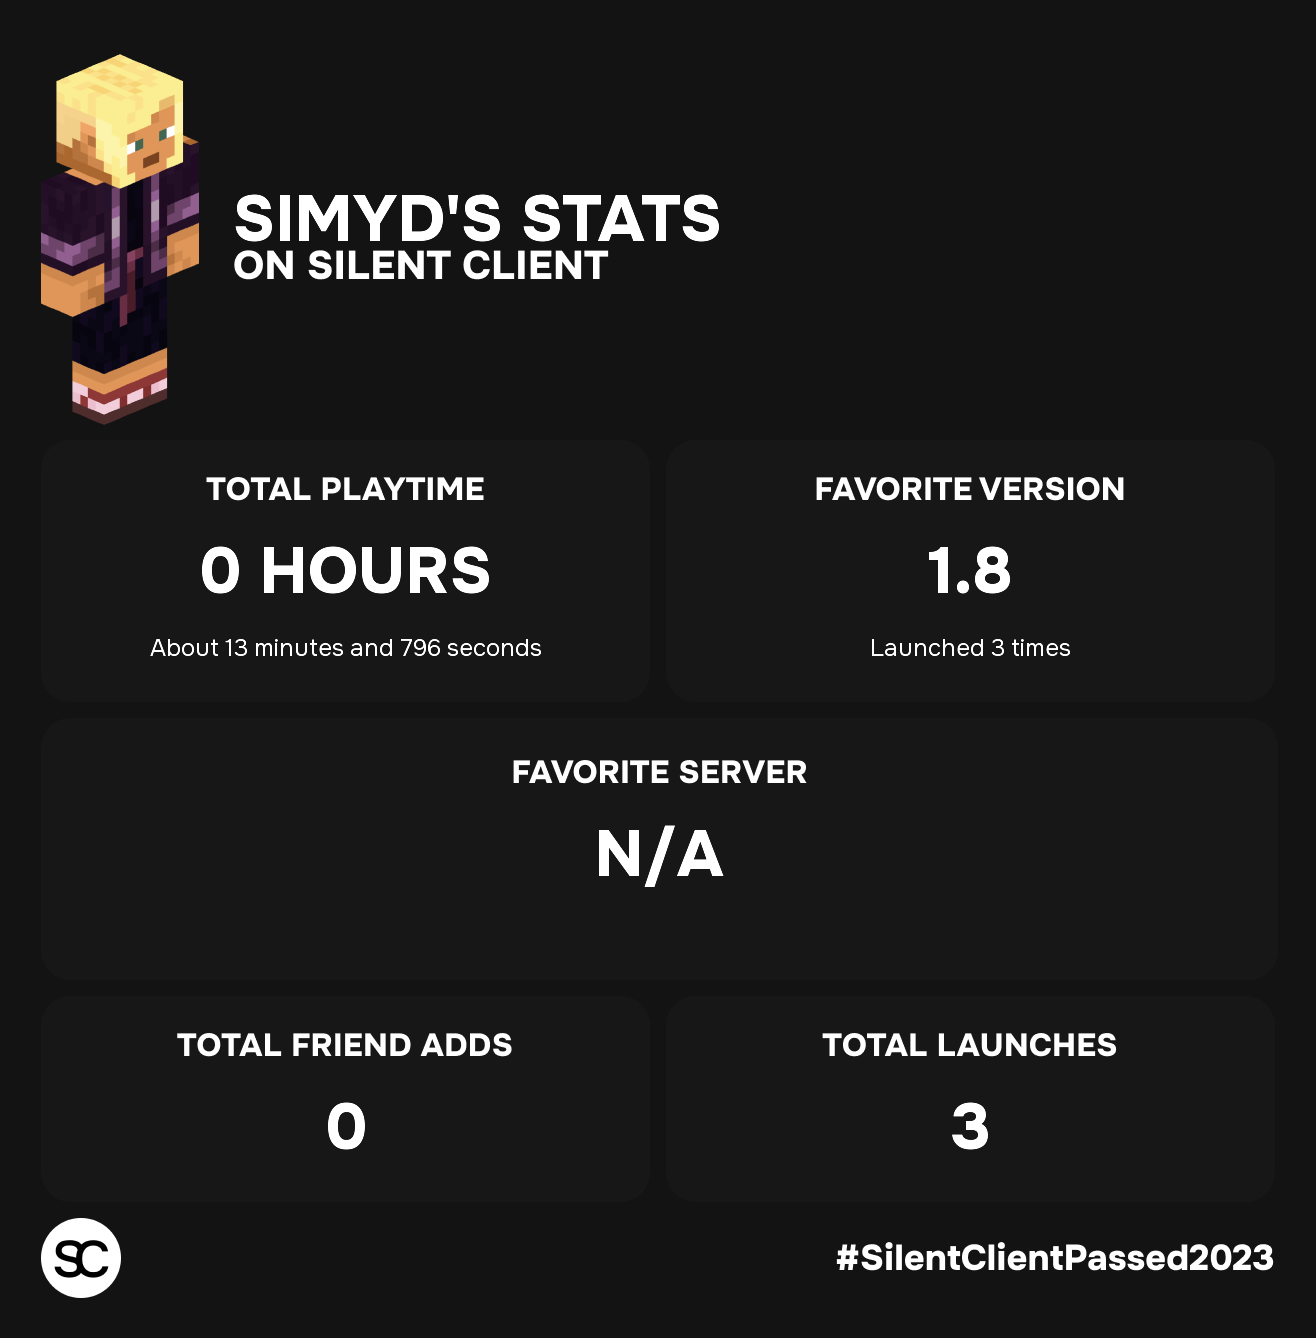 SIMYD'S STATS
ON SILENT CLIENT
TOTAL PLAYTIME
0 HOURS
About 13 minutes and 796 seconds
FAVORITE VERSION
1.8
Launched 3 times
FAVORITE SERVER
N/A
TOTAL FRIEND ADDS
0
TOTAL LAUNCHES
3
SC
#SilentClientPassed2023